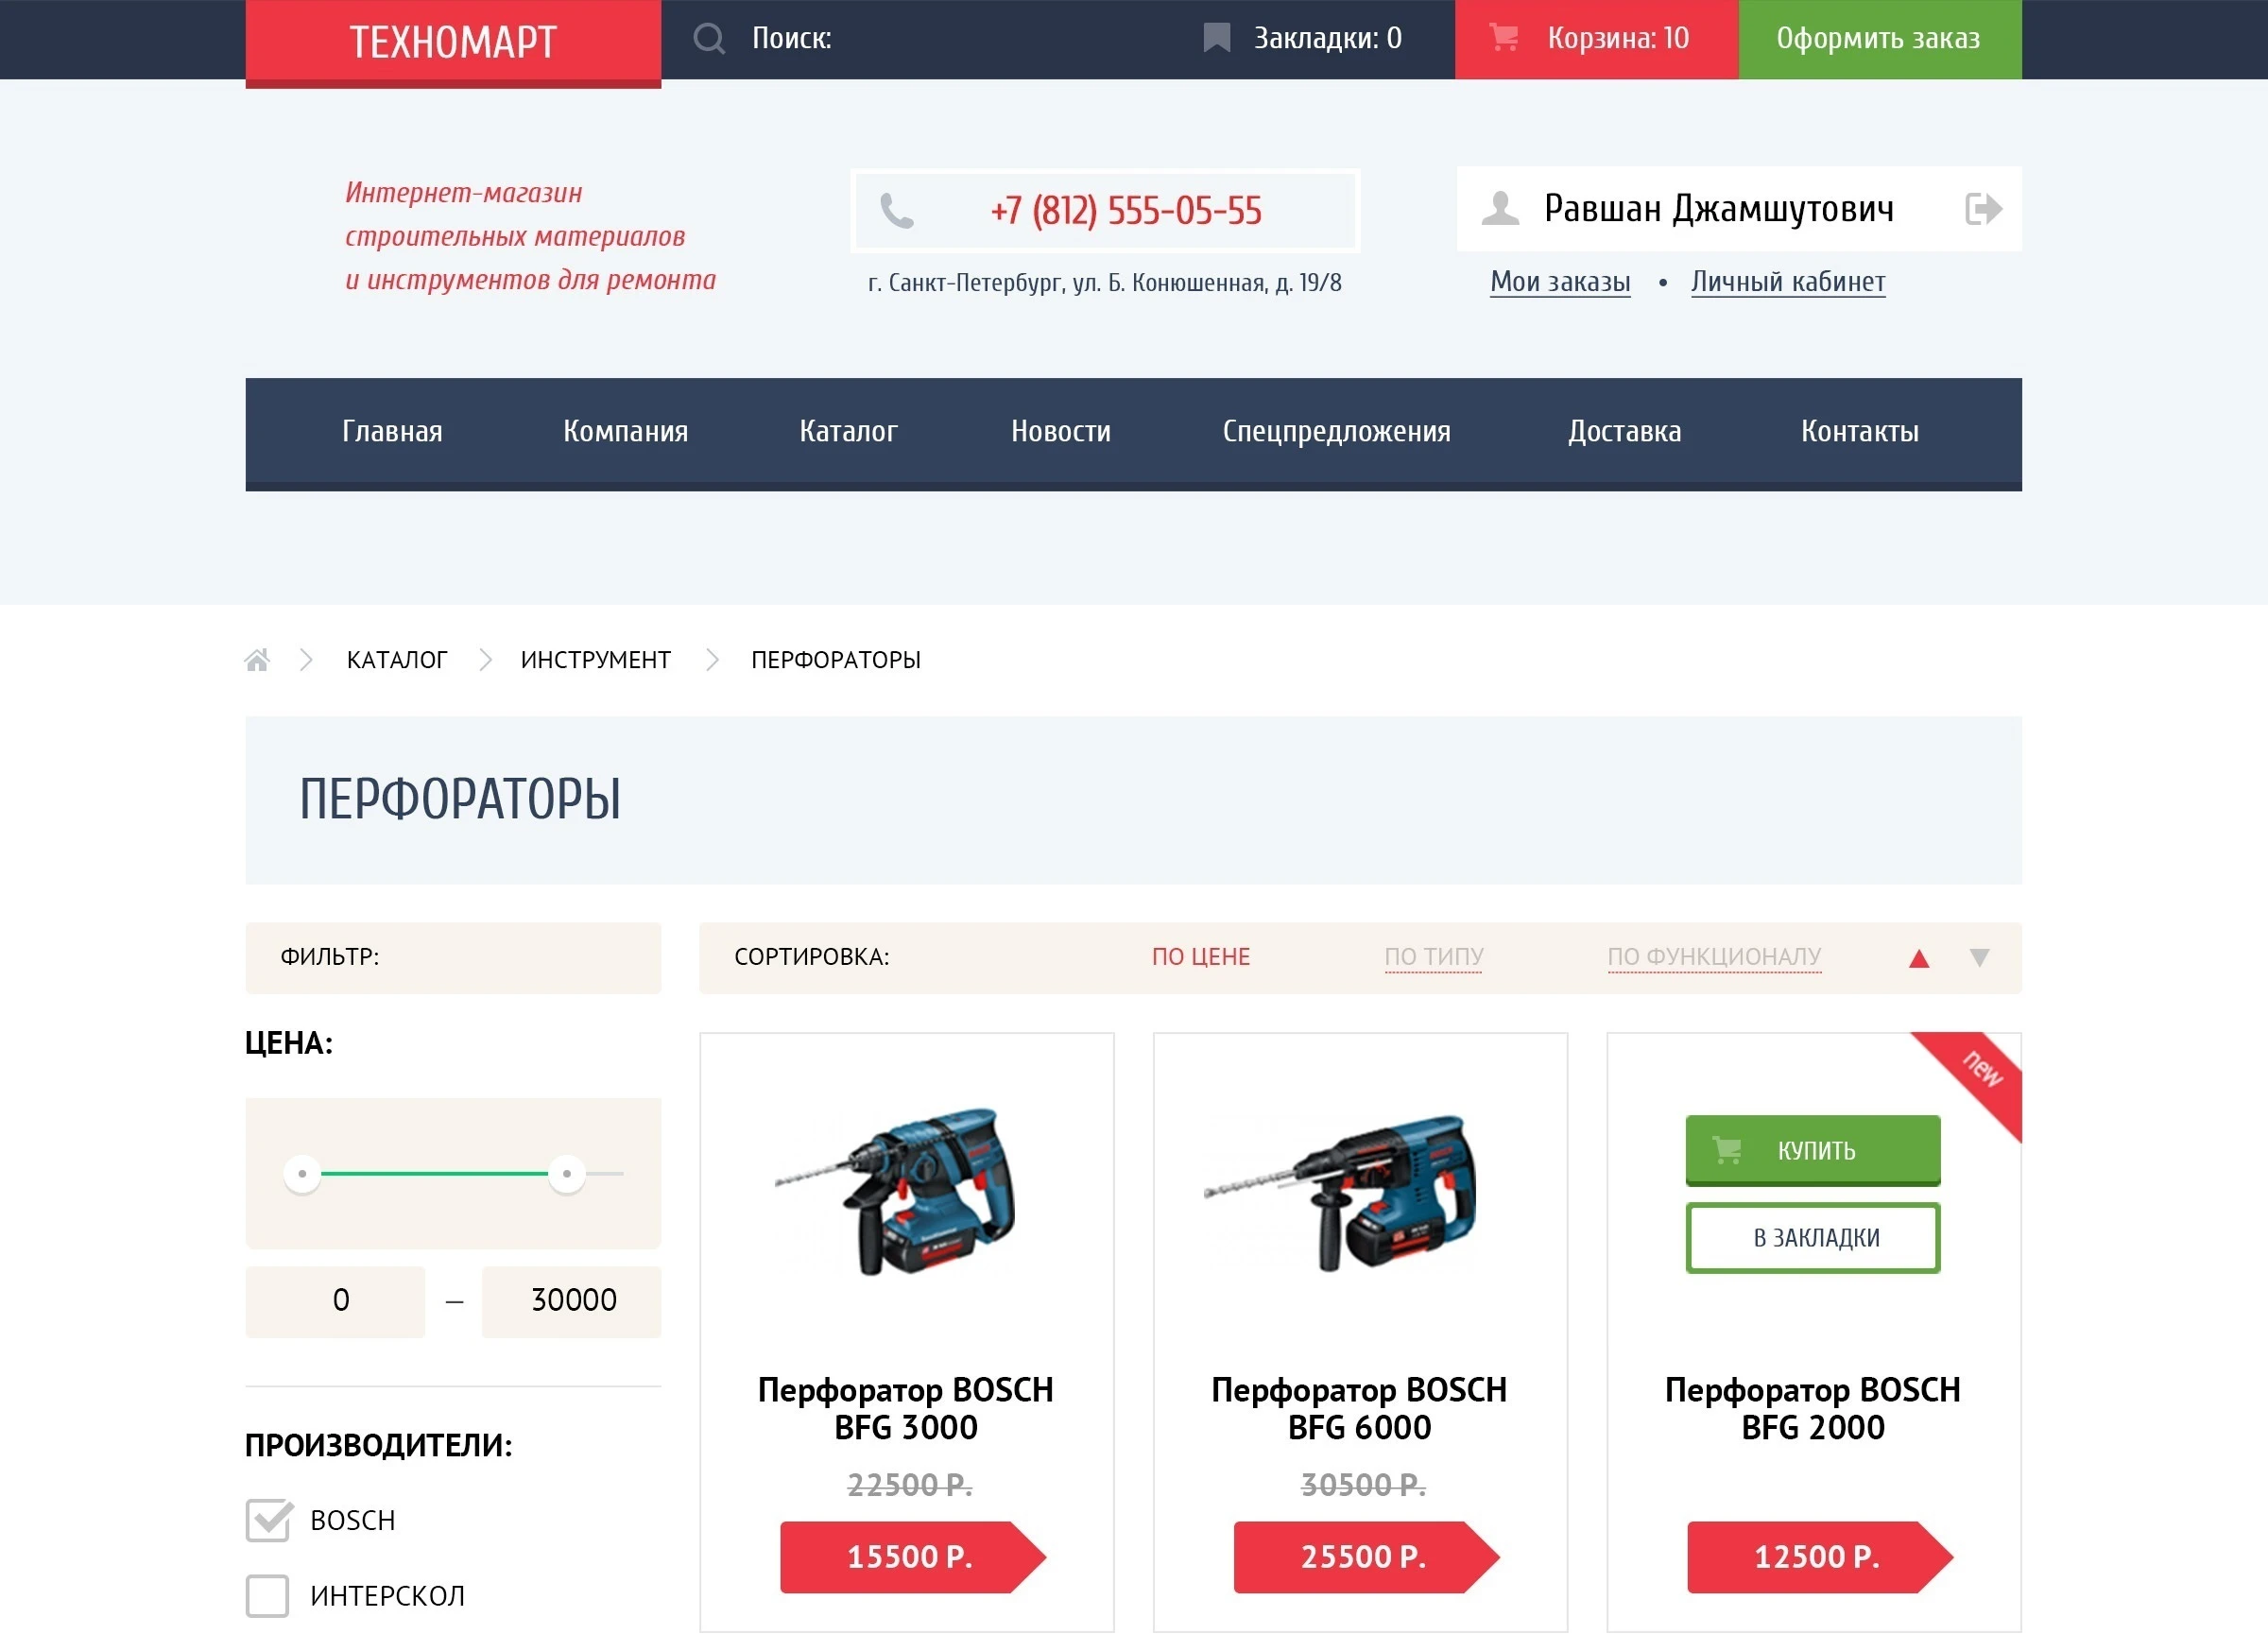 ТЕХНОМАРТ
Поиск:
Закладки: 0
Корзина: 10
Оформить заказ
Интернет-магазин
строительных материалов
и инструментов для ремонта
+7 (812) 555-05-55
г. Санкт-Петербург, ул. Б. Конюшенная, д. 19/8
Равшан Джамшутович
Мои заказы • Личный кабинет
Главная
Компания
Каталог
Новости
Спецпредложения
Доставка
Контакты
КАТАЛОГ
ИНСТРУМЕНТ
ПЕРФОРАТОРЫ
ПЕРФОРАТОРЫ
ФИЛЬТР:
СОРТИРОВКА:
ПО ЦЕНЕ
ПО ТИПУ
ПО ФУНКЦИОНАЛУ
ЦЕНА:
0 – 30000
ПРОИЗВОДИТЕЛИ:
BOSCH
ИНТЕРСКОЛ
Перфоратор BOSCH
BFG 3000
22500 Р.
15500 Р.
Перфоратор BOSCH
BFG 6000
30500 Р.
25500 Р.
new
КУПИТЬ
В ЗАКЛАДКИ
Перфоратор BOSCH
BFG 2000
12500 Р.